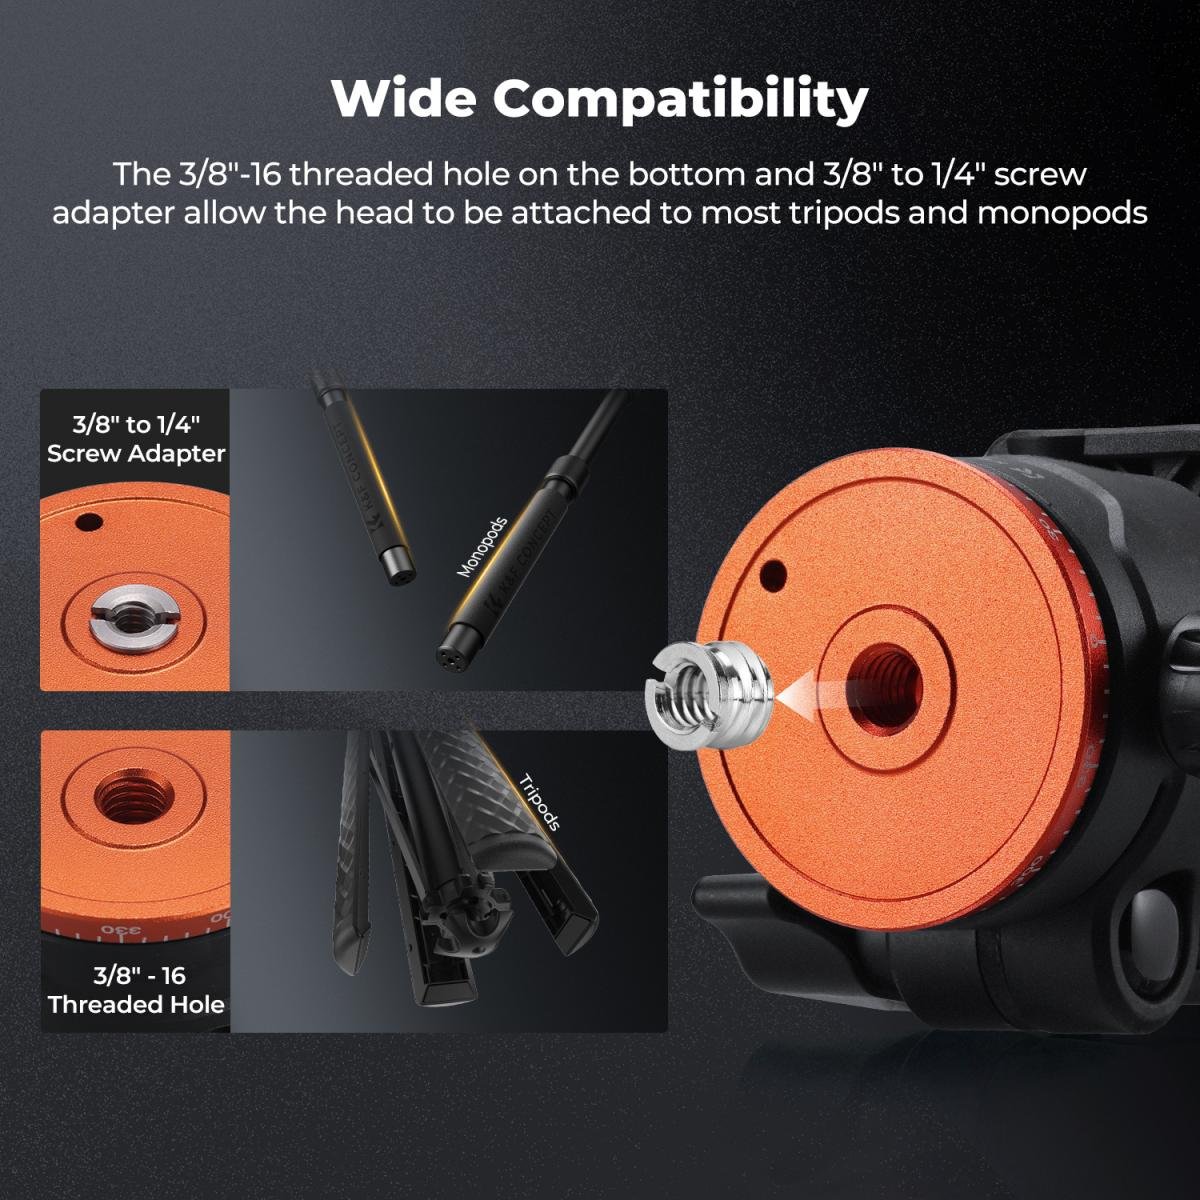 Wide Compatibility
The 3/8"-16 threaded hole on the bottom and 3/8" to 1/4" screw
adapter allow the head to be attached to most tripods and monopods
3/8" to 1/4"
Screw Adapter
K&F CONCEPT
Monopods
K&F CONCEPT
Tripods
330
3/8" - 16
Threaded Hole